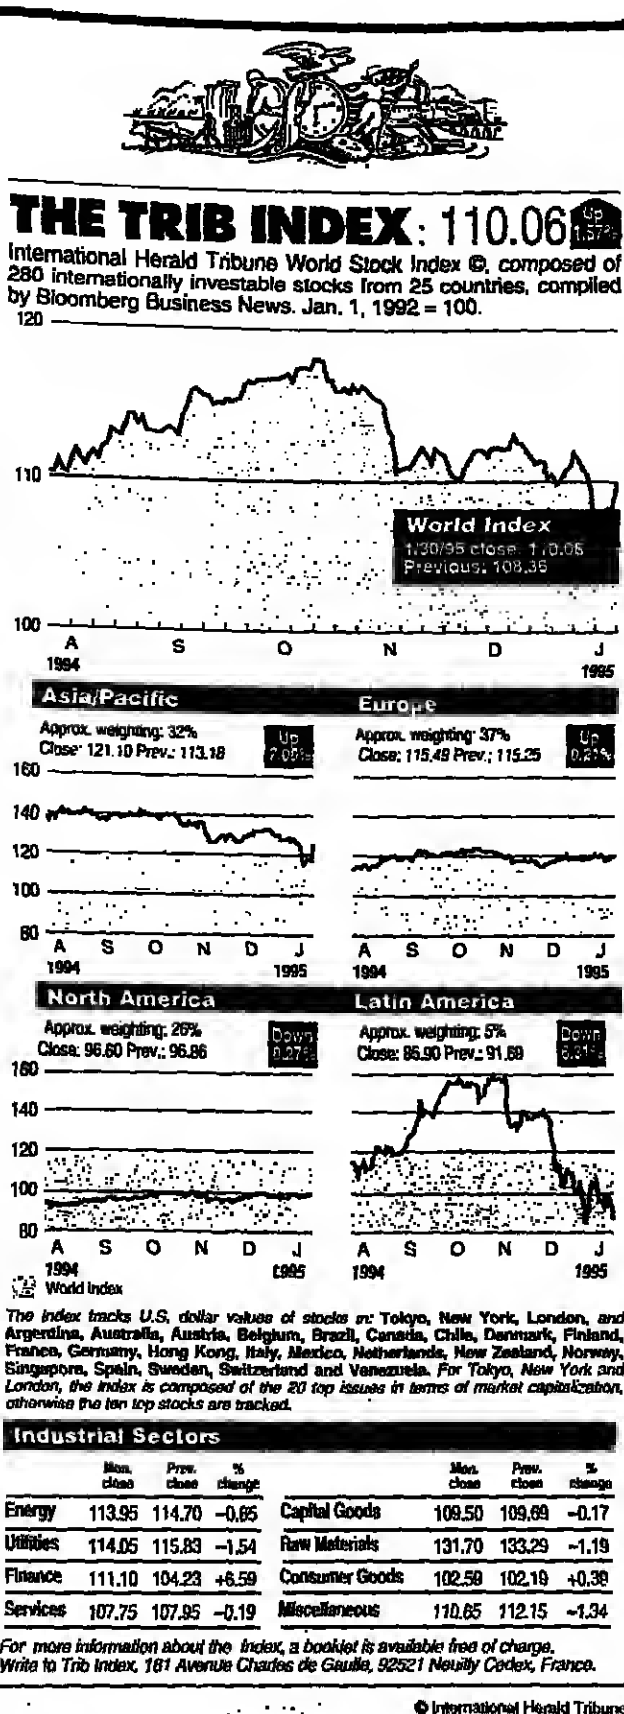 THE TRIB INDEX: 110.06 Up 1.57%
International Herald Tribune World Stock Index ©, composed of
280 internationally investable stocks from 25 countries, compiled
by Bloomberg Business News. Jan. 1, 1992 = 100.
120
110
World Index
1/30/95 close: 110.06
Previous: 108.36
100
A S O N D J
1994 1995
Asia/Pacific
Approx. weighting: 32%
Close: 121.10 Prev.: 113.18
Up
160
140
120
100
80
A S O N D J
1994 1995
Europe
Approx. weighting: 37%
Close: 115.49 Prev.: 115.25
Up
0.21%
A S O N D J
1994 1995
North America
Approx. weighting: 26%
Close: 96.60 Prev.: 96.86
Down
0.27%
160
140
120
100
80
A S O N D J
1994 1995
World Index
Latin America
Approx. weighting: 5%
Close: 85.90 Prev.: 91.69
Down
6.31%
A S O N D J
1994 1995
The index tracks U.S. dollar values of stocks in: Tokyo, New York, London, and
Argentina, Australia, Austria, Belgium, Brazil, Canada, Chile, Denmark, Finland,
France, Germany, Hong Kong, Italy, Mexico, Netherlands, New Zealand, Norway,
Singapore, Spain, Sweden, Switzerland and Venezuela. For Tokyo, New York and
London, the index is composed of the 20 top issues in terms of market capitalization,
otherwise the ten top stocks are tracked.
Industrial Sectors
Mon. close Prev. close % change Mon. close Prev. close % change
Energy 113.95 114.70 –0.65 Capital Goods 109.50 109.69 –0.17
Utilities 114.05 115.83 –1.54 Raw Materials 131.70 133.29 –1.19
Finance 111.10 104.23 +6.59 Consumer Goods 102.59 102.19 +0.39
Services 107.75 107.95 –0.19 Miscellaneous 110.65 112.15 –1.34
For more information about the Index, a booklet is available free of charge.
Write to Trib Index, 181 Avenue Charles de Gaulle, 92521 Neuilly Cedex, France.
© International Herald Tribune